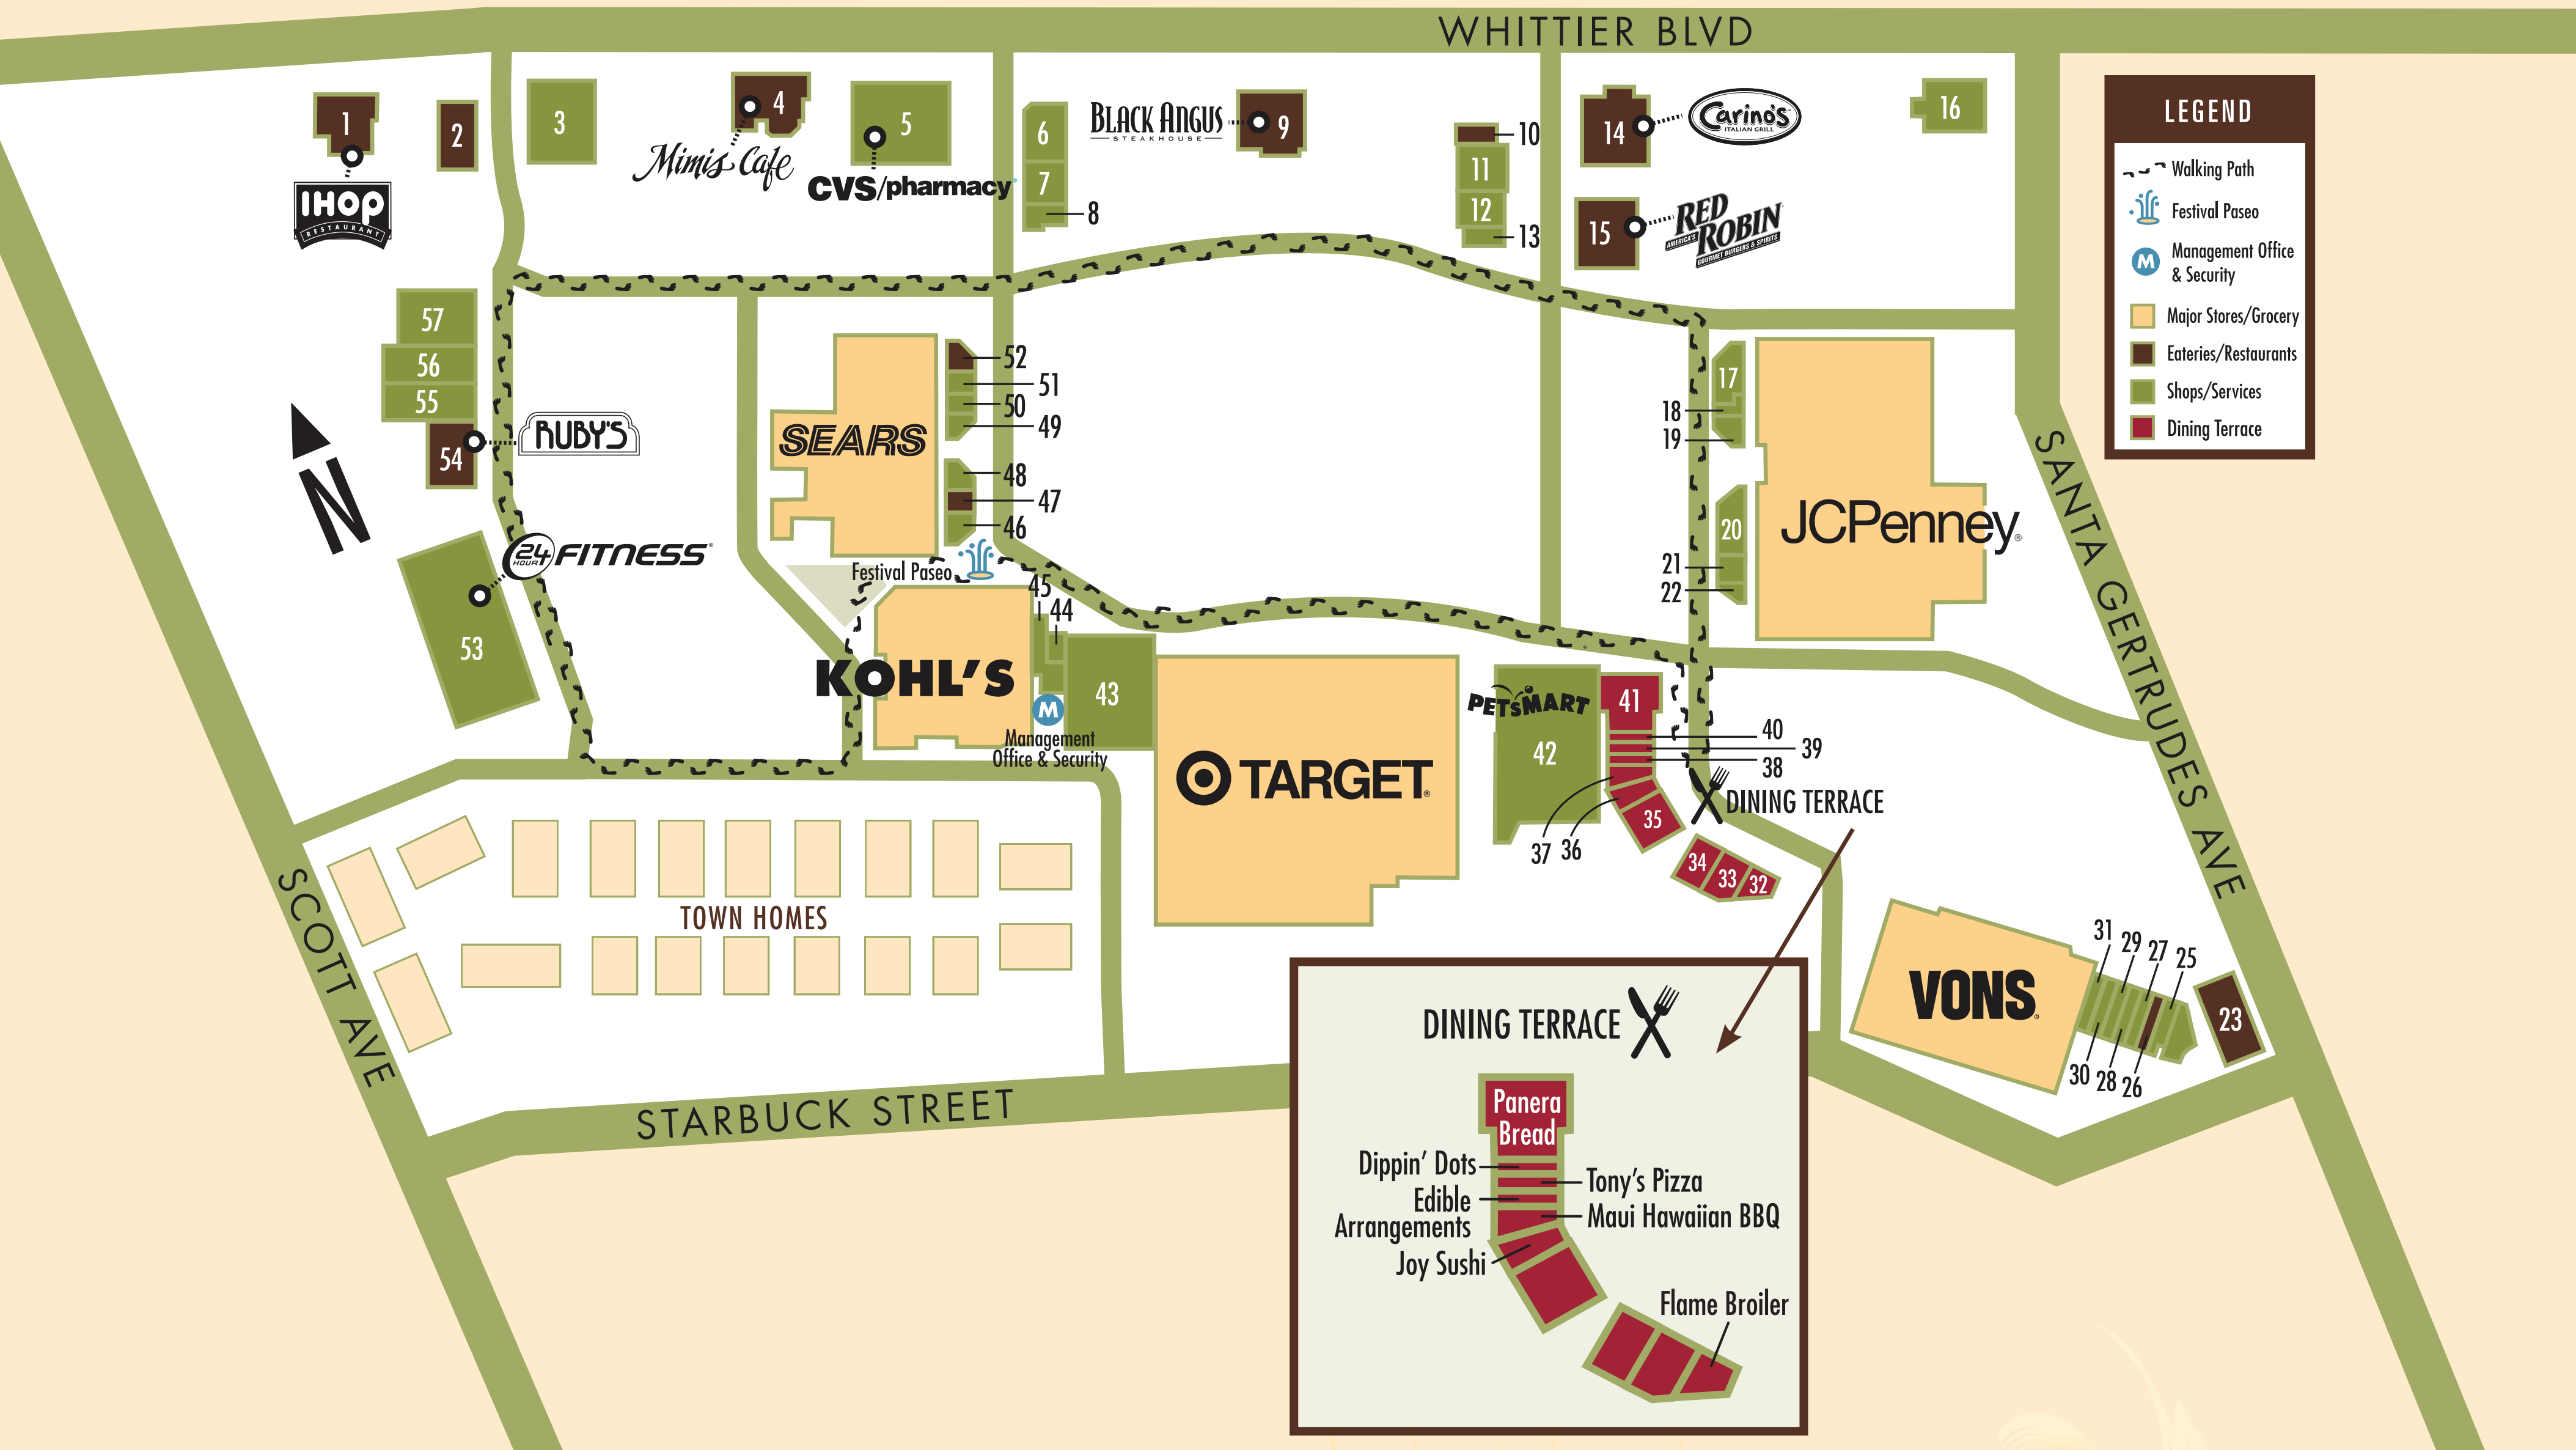 WHITTIER BLVD
LEGEND
Walking Path
Festival Paseo
M
Management Office
& Security
Major Stores/Grocery
Eateries/Restaurants
Shops/Services
Dining Terrace
1
IHOP
RESTAURANT
2
3
4
Mimi's Cafe
5
CVS/pharmacy
6
7
8
BLACK ANGUS
STEAKHOUSE
9
10
11
12
13
14
Carino's
ITALIAN GRILL
15
RED
ROBIN
AMERICA'S
GOURMET BURGERS & SPIRITS
16
57
56
55
54
RUBY'S
N
24
HOUR
FITNESS®
53
SEARS
52
51
50
49
48
47
46
Festival Paseo
45
44
KOHL'S
43
M
Management
Office & Security
17
18
19
20
21
22
JCPenney®
SANTA GERTRUDES AVE
TARGET®
PETSMART
42
41
40
39
38
37
36
35
DINING TERRACE
34
33
32
VONS®
31
29
27
25
30
28
26
23
TOWN HOMES
SCOTT AVE
STARBUCK STREET
DINING TERRACE
Panera
Bread
Dippin' Dots
Tony's Pizza
Edible
Arrangements
Maui Hawaiian BBQ
Joy Sushi
Flame Broiler